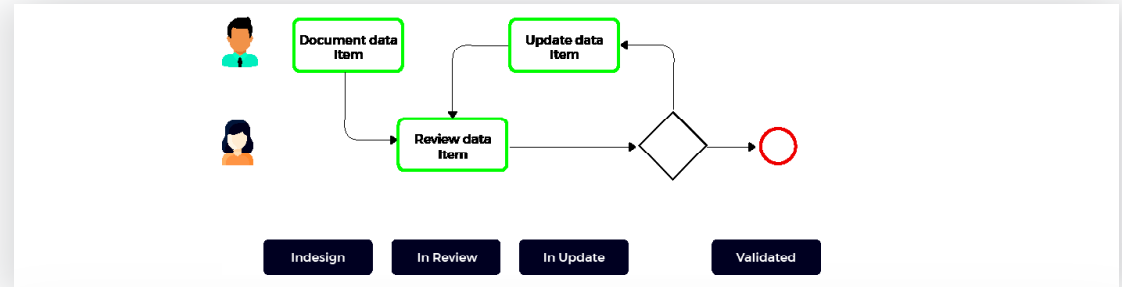 Document data
Item
Update data
Item
Review data
Item
Indesign
In Review
In Update
Validated